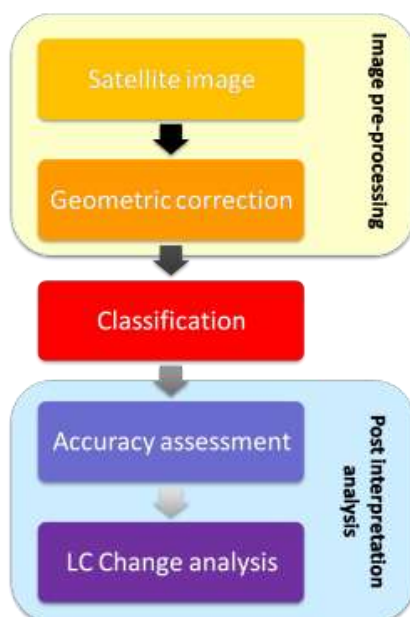 Satellite image
Image pre-processing
Geometric correction
Classification
Accuracy assessment
Post interpretation
analysis
LC Change analysis